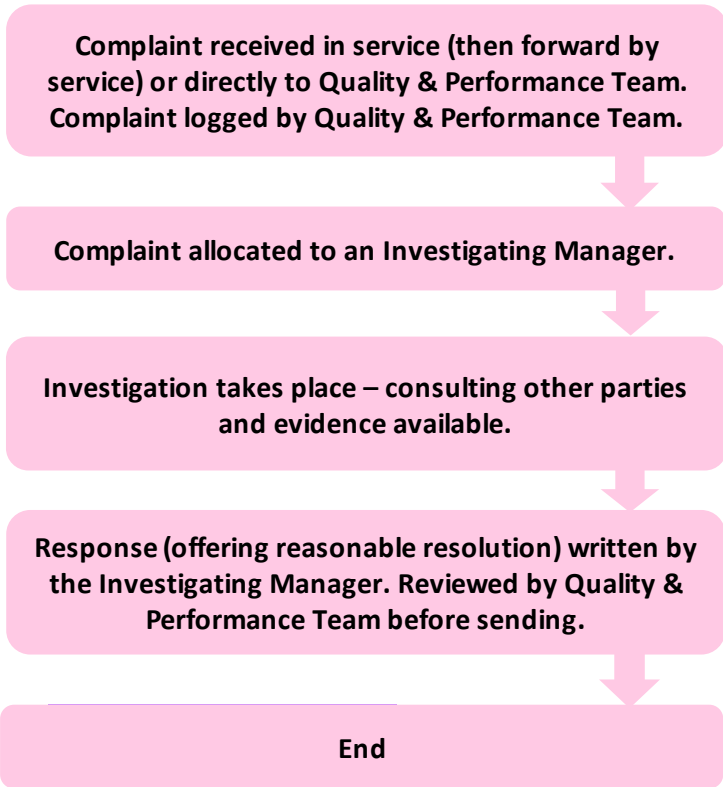 Complaint received in service (then forward by
service) or directly to Quality & Performance Team.
Complaint logged by Quality & Performance Team.
Complaint allocated to an Investigating Manager.
Investigation takes place – consulting other parties
and evidence available.
Response (offering reasonable resolution) written by
the Investigating Manager. Reviewed by Quality &
Performance Team before sending.
End